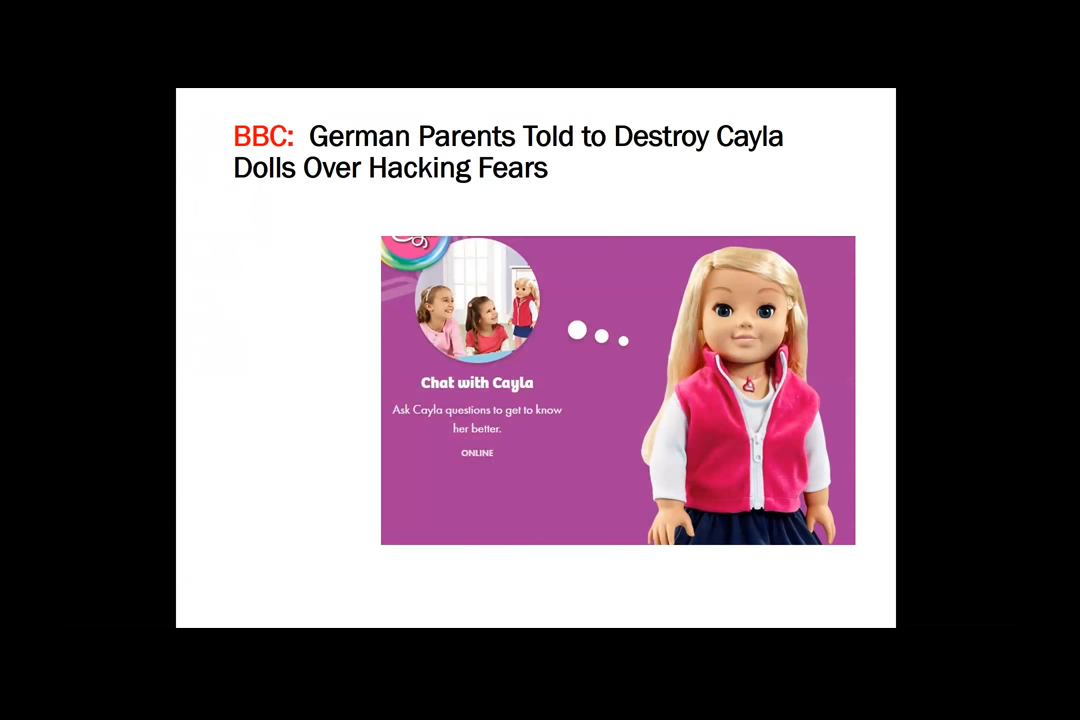 BBC: German Parents Told to Destroy Cayla
Dolls Over Hacking Fears
Chat with Cayla
Ask Cayla questions to get to know
her better.
ONLINE